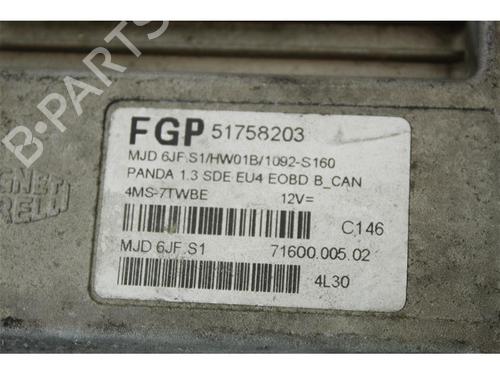 FGP 51758203
MJD 6JF.S1/HW01B/1092-S160
PANDA 1.3 SDE EU4 EOBD B_CAN
4MS-7TWBE 12V=
C146
MJD 6JF.S1 71600.005.02
4L30
B-PARTS